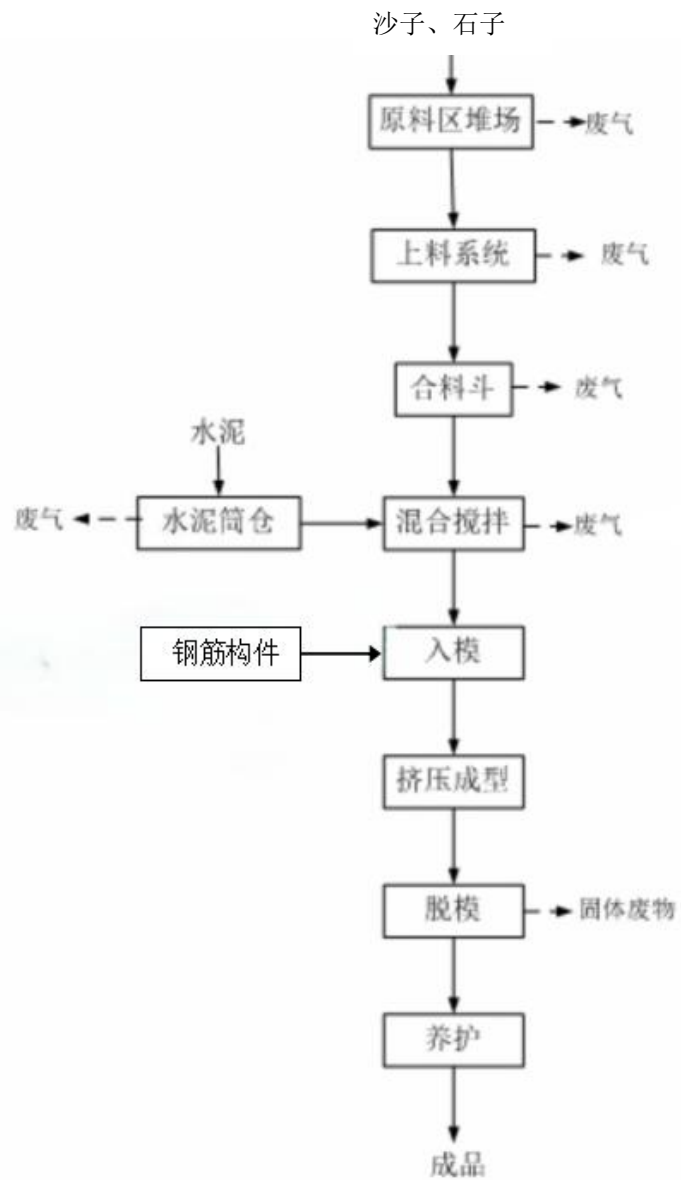 沙子、石子
原料区堆场
废气
上料系统
废气
合料斗
废气
水泥
废气
水泥筒仓
混合搅拌
废气
钢筋构件
入模
挤压成型
脱模
固体废物
养护
成品